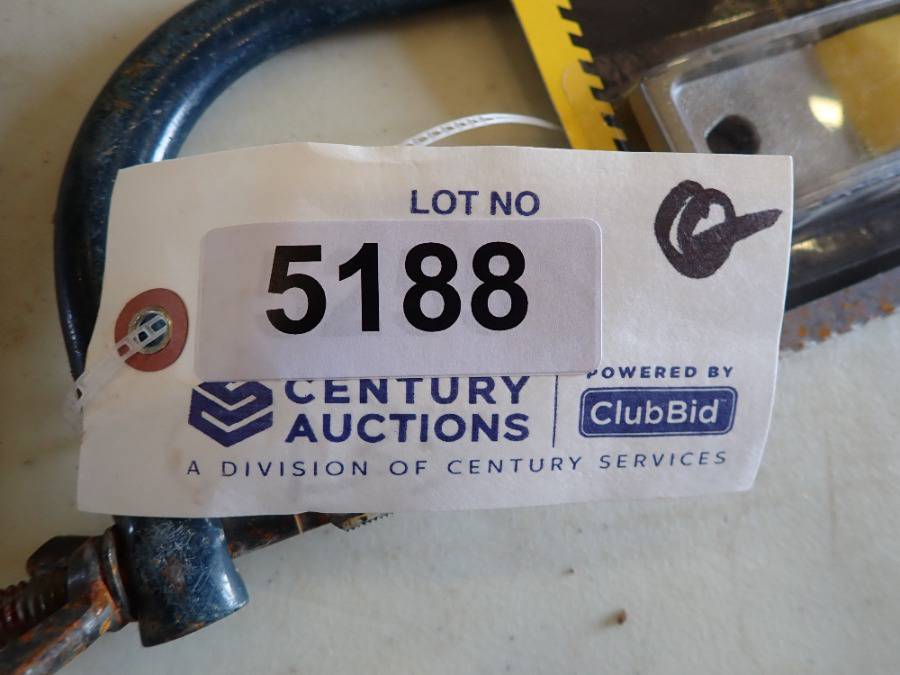 LOT NO
5188
CENTURY
AUCTIONS
POWERED BY
ClubBid
A DIVISION OF CENTURY SERVICES